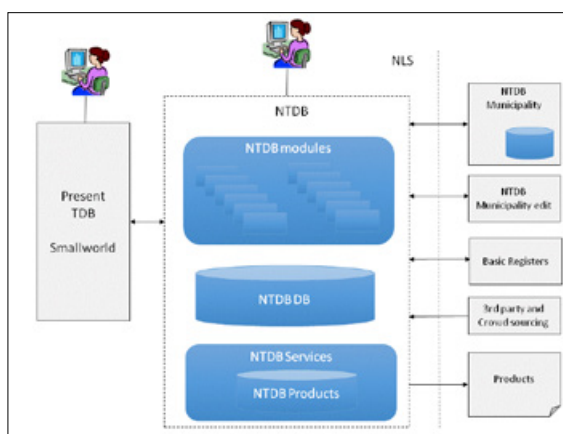 NLS
NTDB
NTDB modules
Present
TDB
Smallworld
NTDB DB
NTDB Services
NTDB Products
NTDB
Municipality
NTDB
Municipality edit
Basic Registers
3rd party and
Crowd sourcing
Products